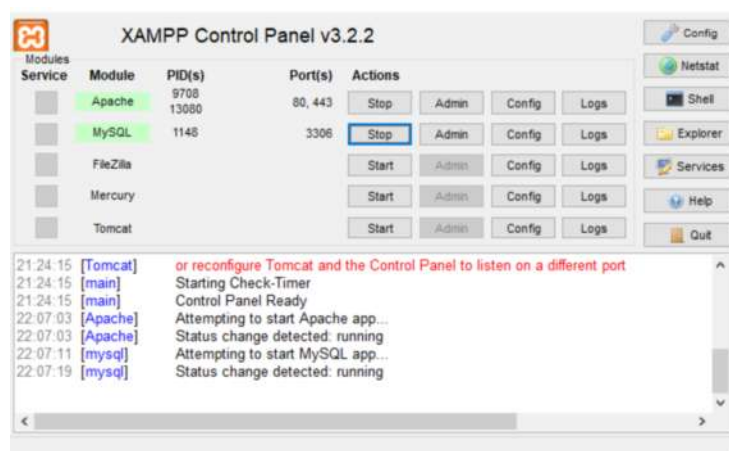 XAMPP Control Panel v3.2.2
Config
Modules
Netstat
Service Module PID(s) Port(s) Actions
Apache 9708 13080 80, 443 Stop Admin Config Logs
Shell
MySQL 1148 3306 Stop Admin Config Logs
Explorer
FileZilla Start Admin Config Logs
Services
Mercury Start Admin Config Logs
Help
Tomcat Start Admin Config Logs
Quit
21:24:15 [Tomcat] or reconfigure Tomcat and the Control Panel to listen on a different port
21:24:15 [main] Starting Check-Timer
21:24:15 [main] Control Panel Ready
22:07:03 [Apache] Attempting to start Apache app...
22:07:03 [Apache] Status change detected: running
22:07:11 [mysql] Attempting to start MySQL app...
22:07:19 [mysql] Status change detected: running